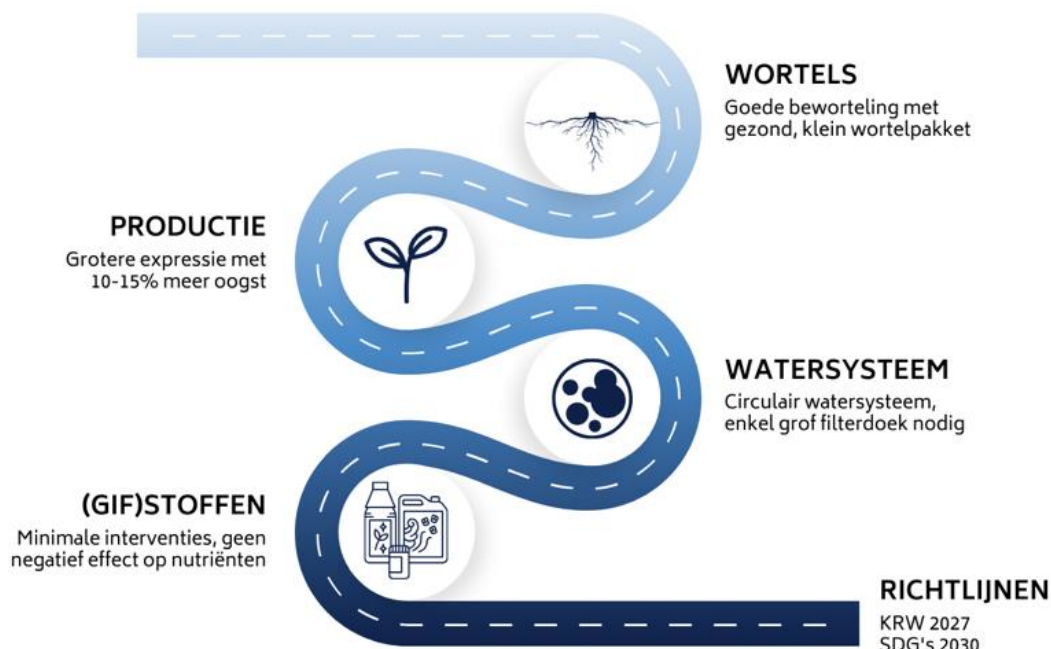 WORTELS
Goede beworteling met
gezond, klein wortelpakket
PRODUCTIE
Grotere expressie met
10-15% meer oogst
WATERSYSTEEM
Circulair watersysteem,
enkel grof filterdoek nodig
(GIF)STOFFEN
Minimale interventies, geen
negatief effect op nutriënten
RICHTLIJNEN
KRW 2027
SDG's 2030